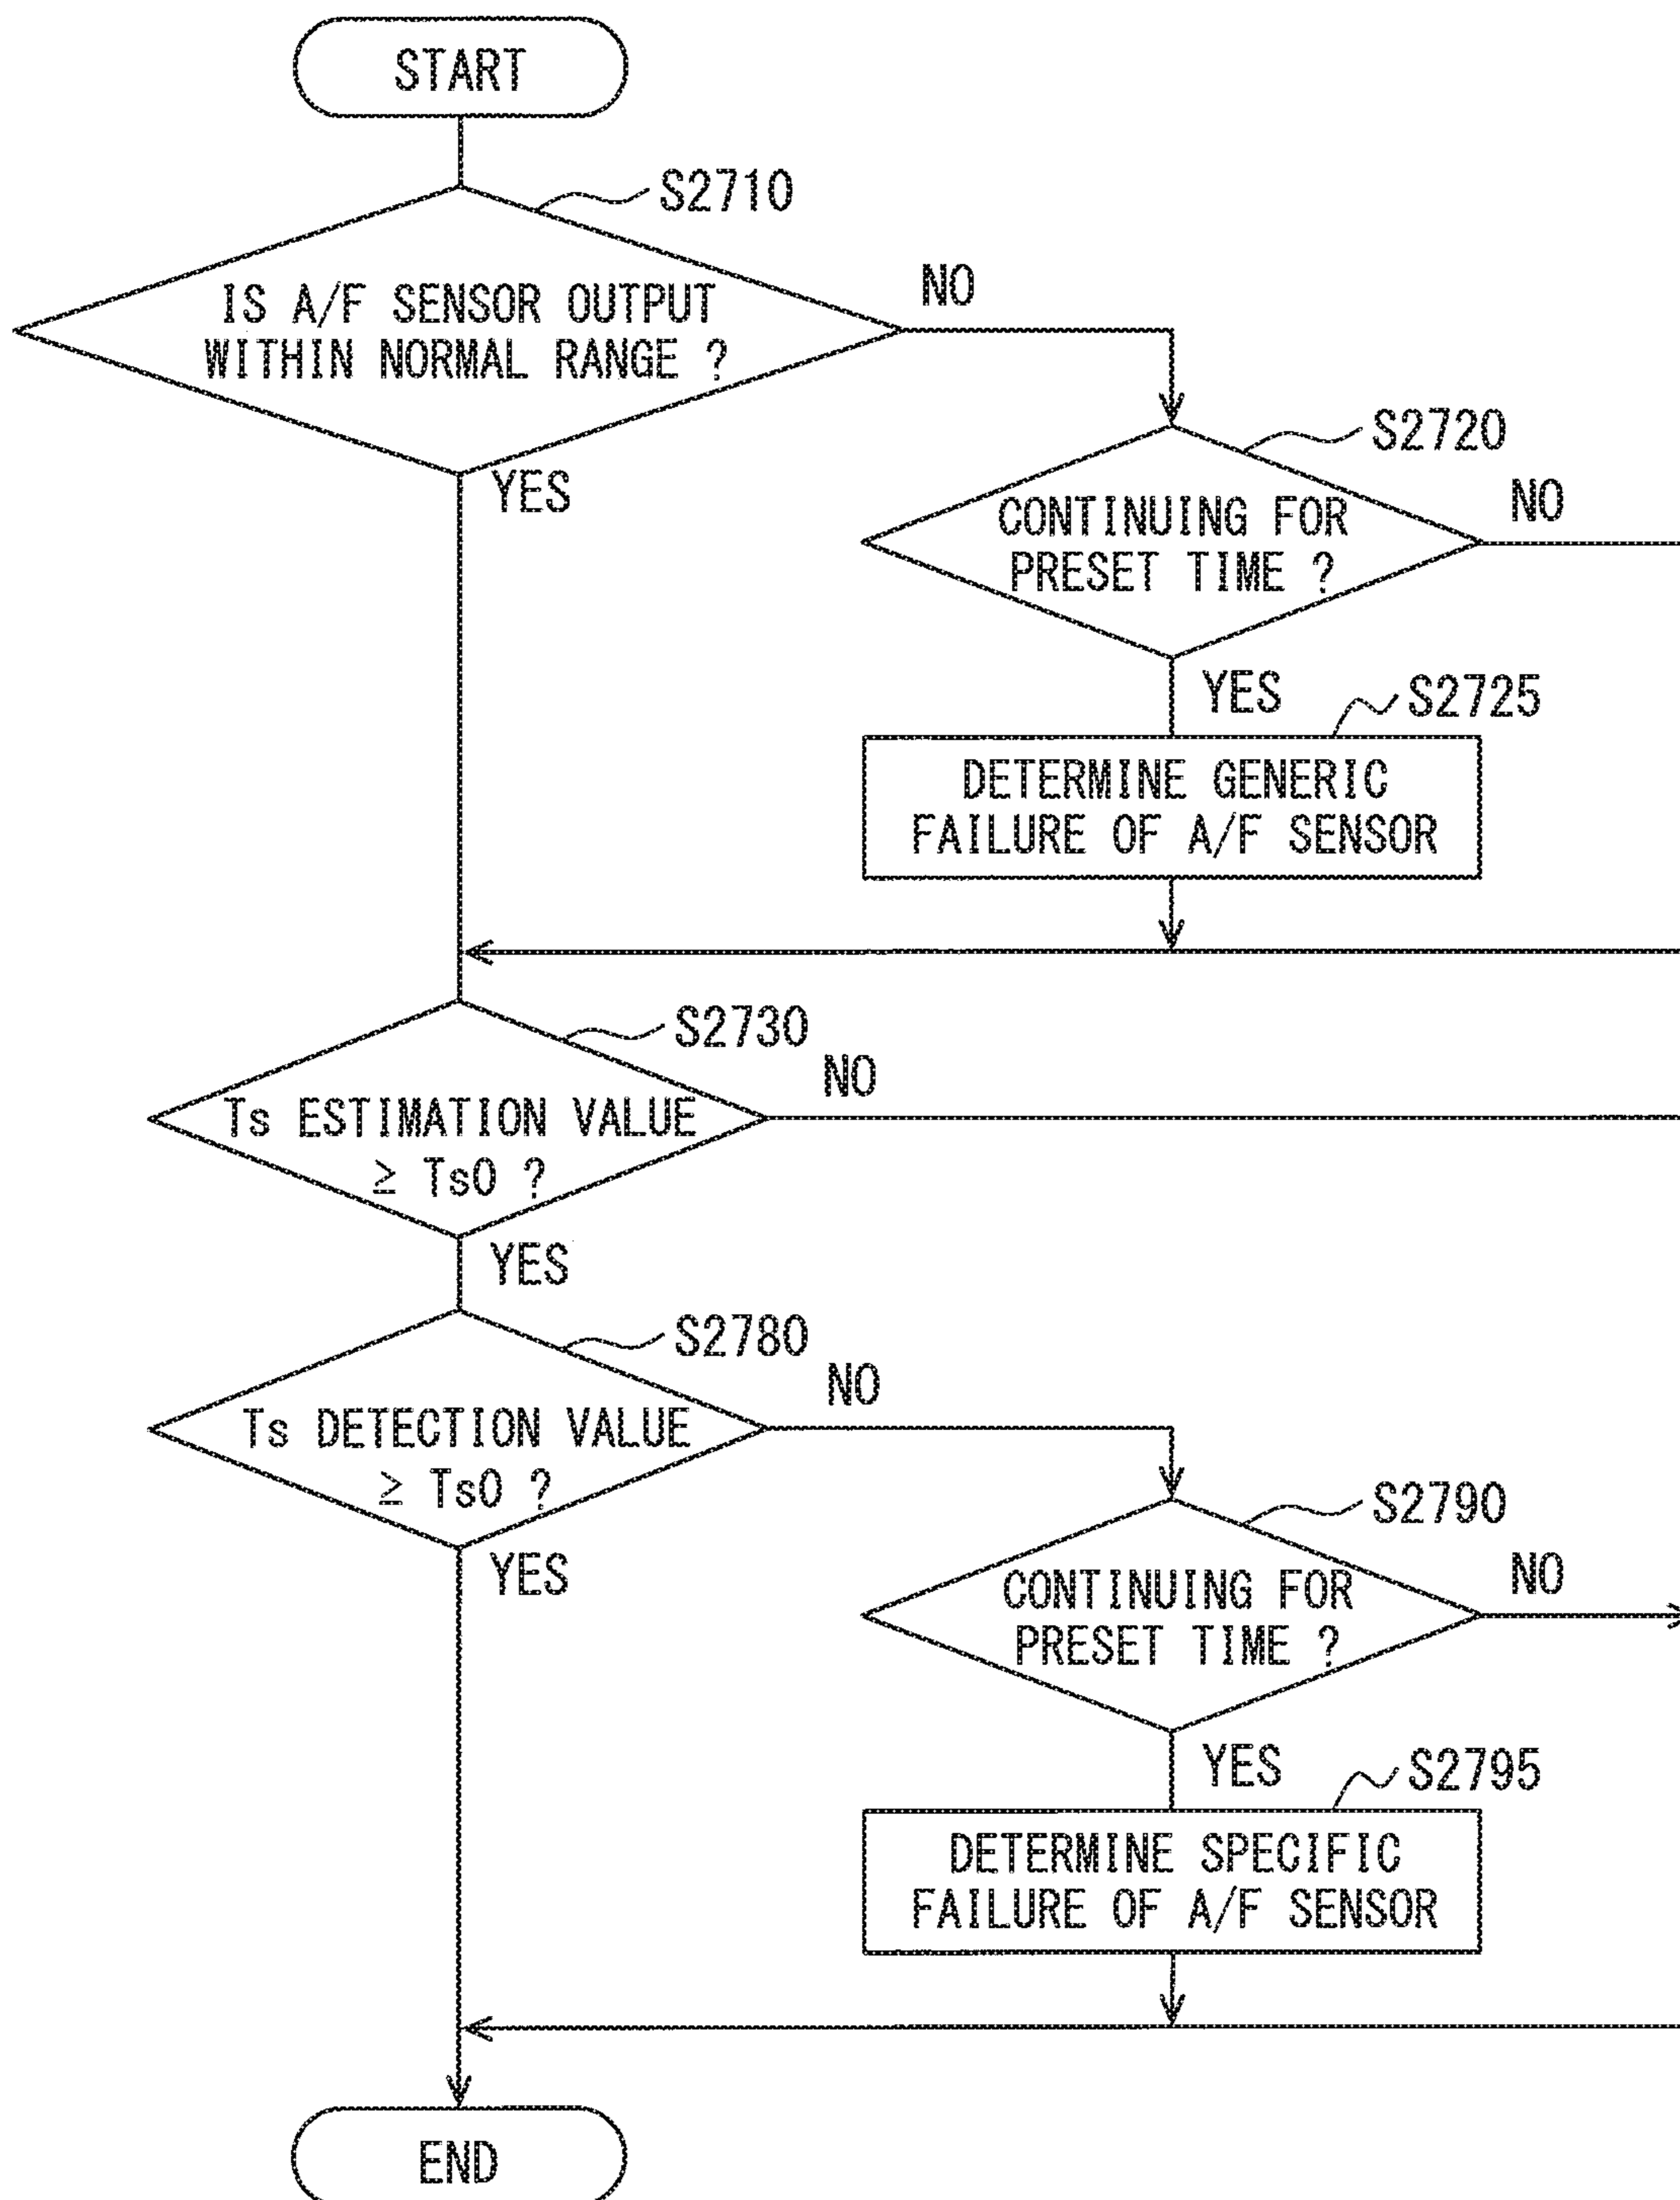 START
S2710
IS A/F SENSOR OUTPUT
WITHIN NORMAL RANGE ?
NO
YES
S2720
CONTINUING FOR
PRESET TIME ?
NO
YES
S2725
DETERMINE GENERIC
FAILURE OF A/F SENSOR
S2730
Ts ESTIMATION VALUE
≥ Ts0 ?
NO
YES
S2780
Ts DETECTION VALUE
≥ Ts0 ?
NO
YES
S2790
CONTINUING FOR
PRESET TIME ?
NO
YES
S2795
DETERMINE SPECIFIC
FAILURE OF A/F SENSOR
END